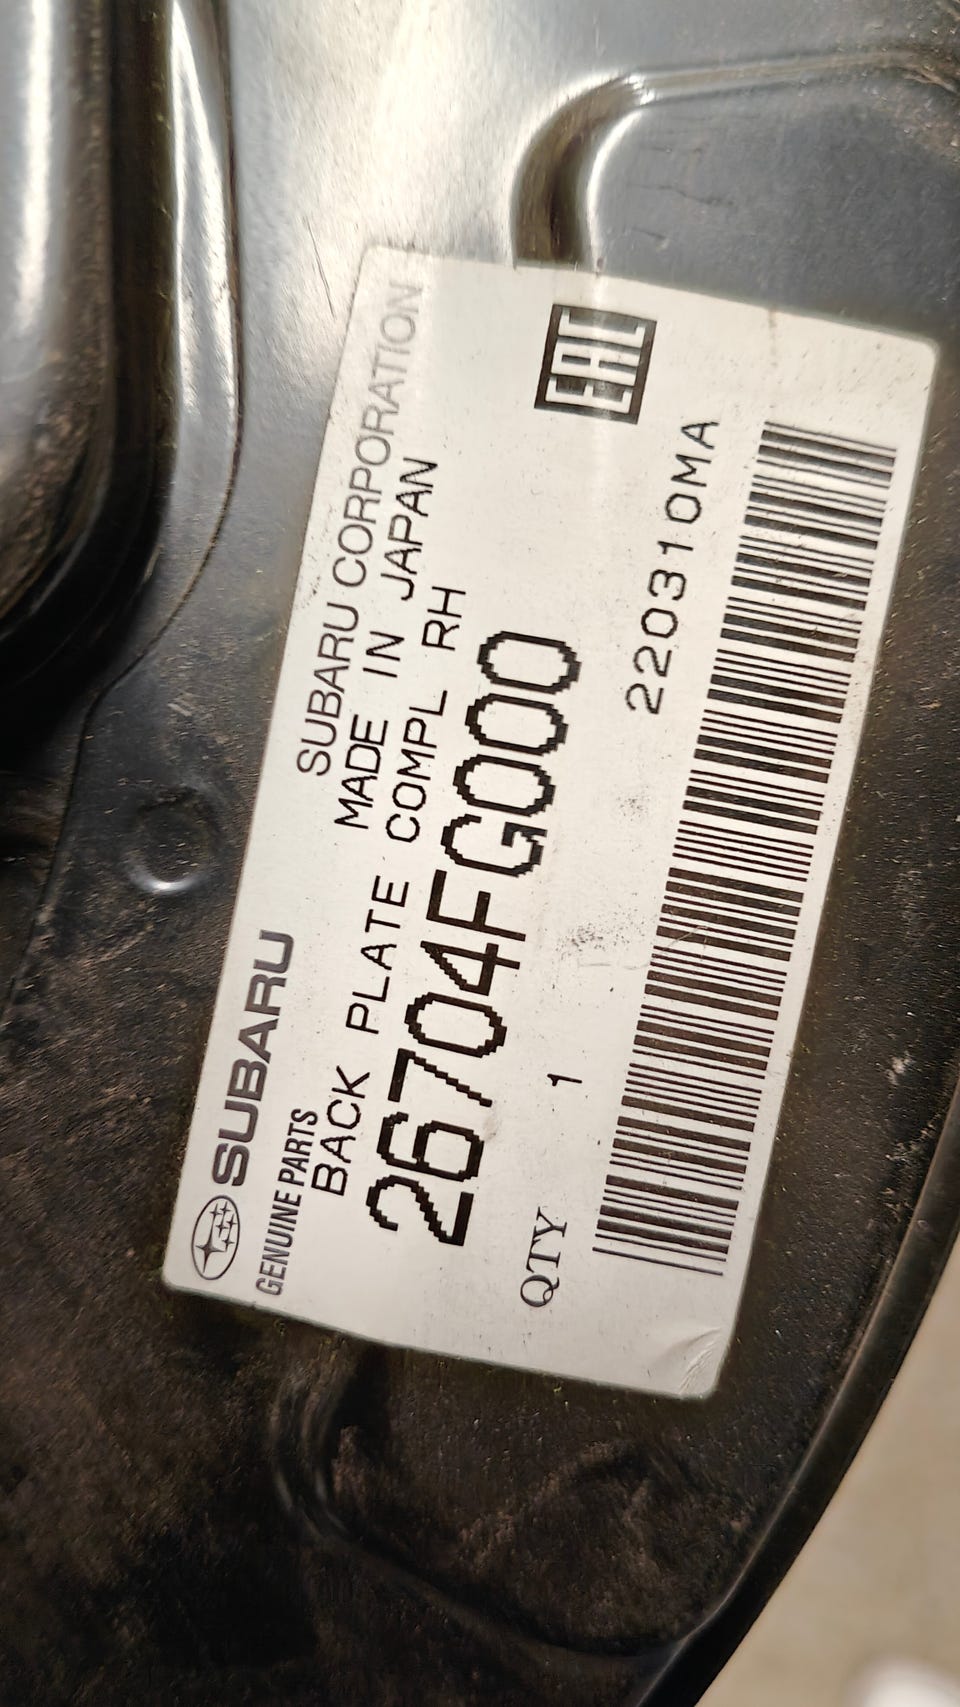 SUBARU
SUBARU CORPORATION
GENUINE PARTS
MADE IN JAPAN
BACK PLATE COMPL RH
26704FG000
EAC
QTY 1
220310MA